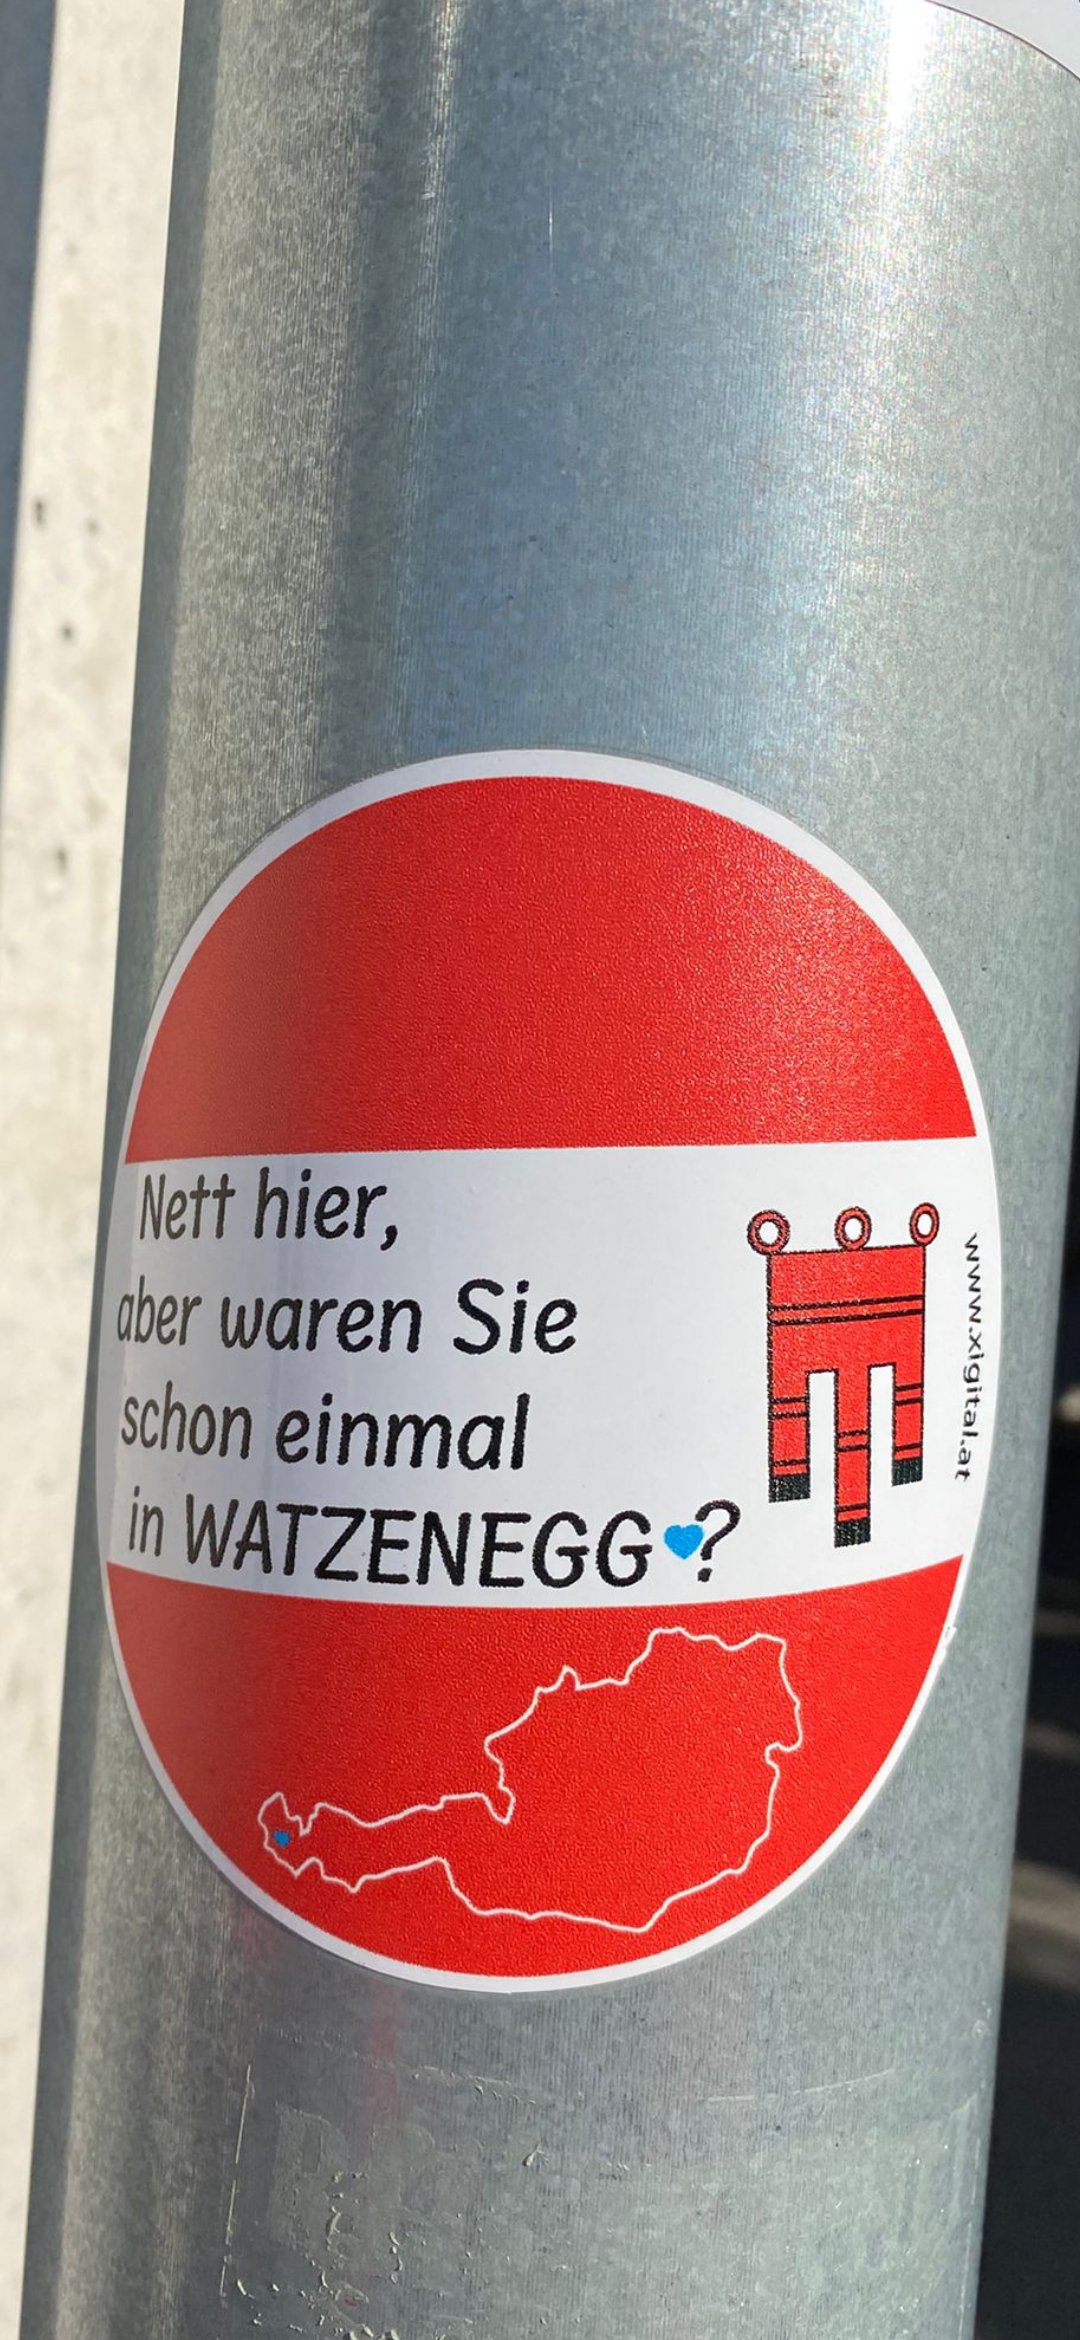 Nett hier,
aber waren Sie
schon einmal
in WATZENEGG?
www.xigital.at